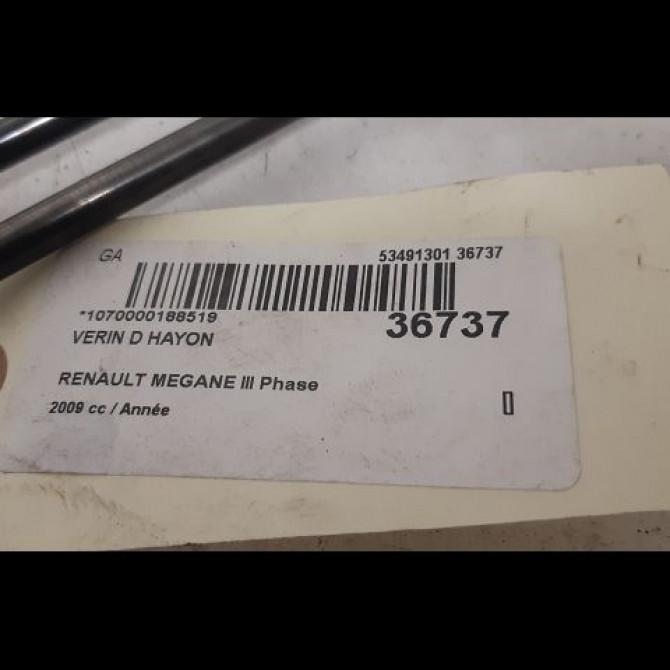 GA 53491301 36737
*1070000188519 36737
VERIN D HAYON
RENAULT MEGANE III Phase
2009 cc / Année